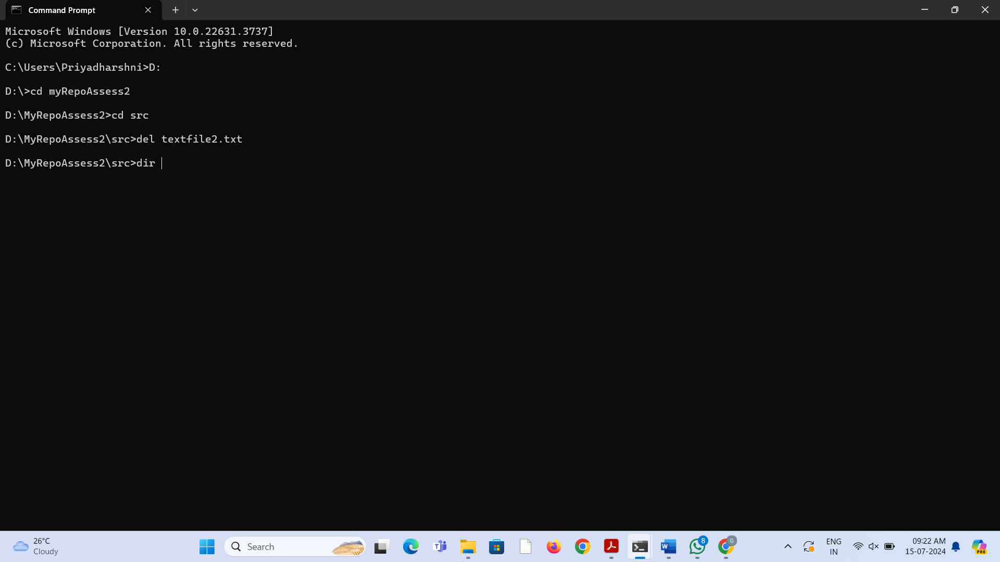 Command Prompt
Microsoft Windows [Version 10.0.22631.3737]
(c) Microsoft Corporation. All rights reserved.
C:\Users\Priyadharshni>D:
D:\>cd myRepoAssess2
D:\MyRepoAssess2>cd src
D:\MyRepoAssess2\src>del textfile2.txt
D:\MyRepoAssess2\src>dir
26°C
Cloudy
Search
8
G
ENG
IN
09:22 AM
15-07-2024
PRE